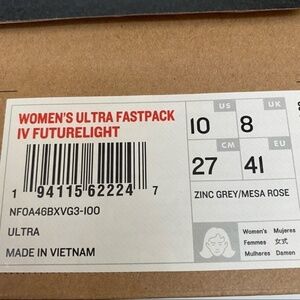 WOMEN'S ULTRA FASTPACK
IV FUTURELIGHT
US
10
UK
8
CM
27
EU
41
1 94115 62224 7
NF0A46BXVG3-100
ZINC GREY/MESA ROSE
ULTRA
MADE IN VIETNAM
Women's Mujeres
Femmes 女式
Mulheres Damen